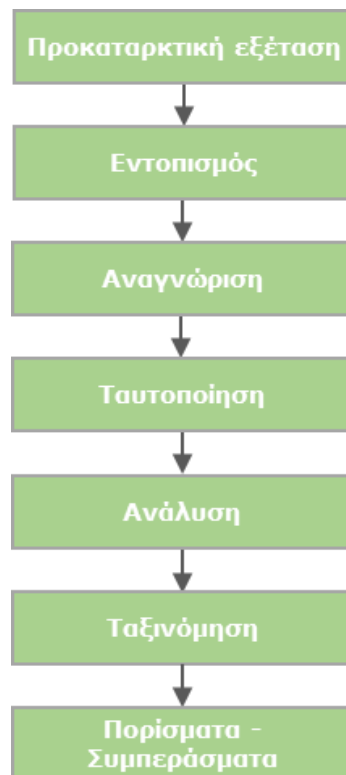 Προκαταρκτική εξέταση
Εντοπισμός
Αναγνώριση
Ταυτοποίηση
Ανάλυση
Ταξινόμηση
Πορίσματα -
Συμπεράσματα